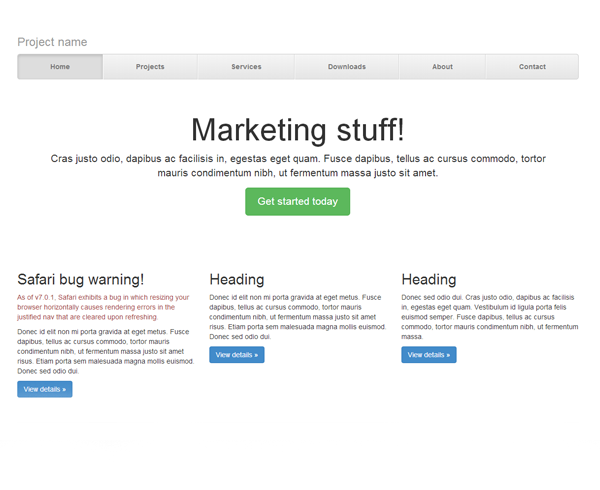 Project name
Home Projects Services Downloads About Contact
Marketing stuff!
Cras justo odio, dapibus ac facilisis in, egestas eget quam. Fusce dapibus, tellus ac cursus commodo, tortor
mauris condimentum nibh, ut fermentum massa justo sit amet.
Get started today
Safari bug warning!
As of v7.0.1, Safari exhibits a bug in which resizing your
browser horizontally causes rendering errors in the
justified nav that are cleared upon refreshing.
Donec id elit non mi porta gravida at eget metus. Fusce
dapibus, tellus ac cursus commodo, tortor mauris
condimentum nibh, ut fermentum massa justo sit amet
risus. Etiam porta sem malesuada magna mollis euismod.
Donec sed odio dui.
View details »
Heading
Donec id elit non mi porta gravida at eget metus. Fusce
dapibus, tellus ac cursus commodo, tortor mauris
condimentum nibh, ut fermentum massa justo sit amet
risus. Etiam porta sem malesuada magna mollis euismod.
Donec sed odio dui.
View details »
Heading
Donec sed odio dui. Cras justo odio, dapibus ac facilisis
in, egestas eget quam. Vestibulum id ligula porta felis
euismod semper. Fusce dapibus, tellus ac cursus
commodo, tortor mauris condimentum nibh, ut fermentum
massa.
View details »